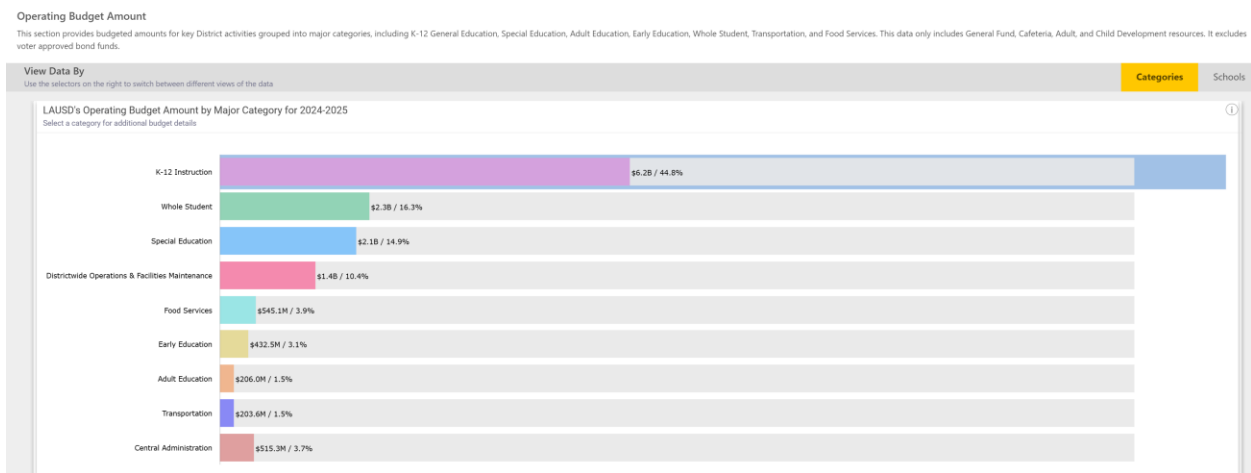 Operating Budget Amount
This section provides budgeted amounts for key District activities grouped into major categories, including K-12 General Education, Special Education, Adult Education, Early Education, Whole Student, Transportation, and Food Services. This data only includes General Fund, Cafeteria, Adult, and Child Development resources. It excludes
voter approved bond funds.
View Data By
Use the selectors on the right to switch between different views of the data
Categories
Schools
LAUSD's Operating Budget Amount by Major Category for 2024-2025
Select a category for additional budget details
K-12 Instruction $6.2B / 44.8%
Whole Student $2.3B / 16.3%
Special Education $2.1B / 14.9%
Districtwide Operations & Facilities Maintenance $1.4B / 10.4%
Food Services $545.1M / 3.9%
Early Education $432.5M / 3.1%
Adult Education $206.0M / 1.5%
Transportation $203.6M / 1.5%
Central Administration $515.3M / 3.7%